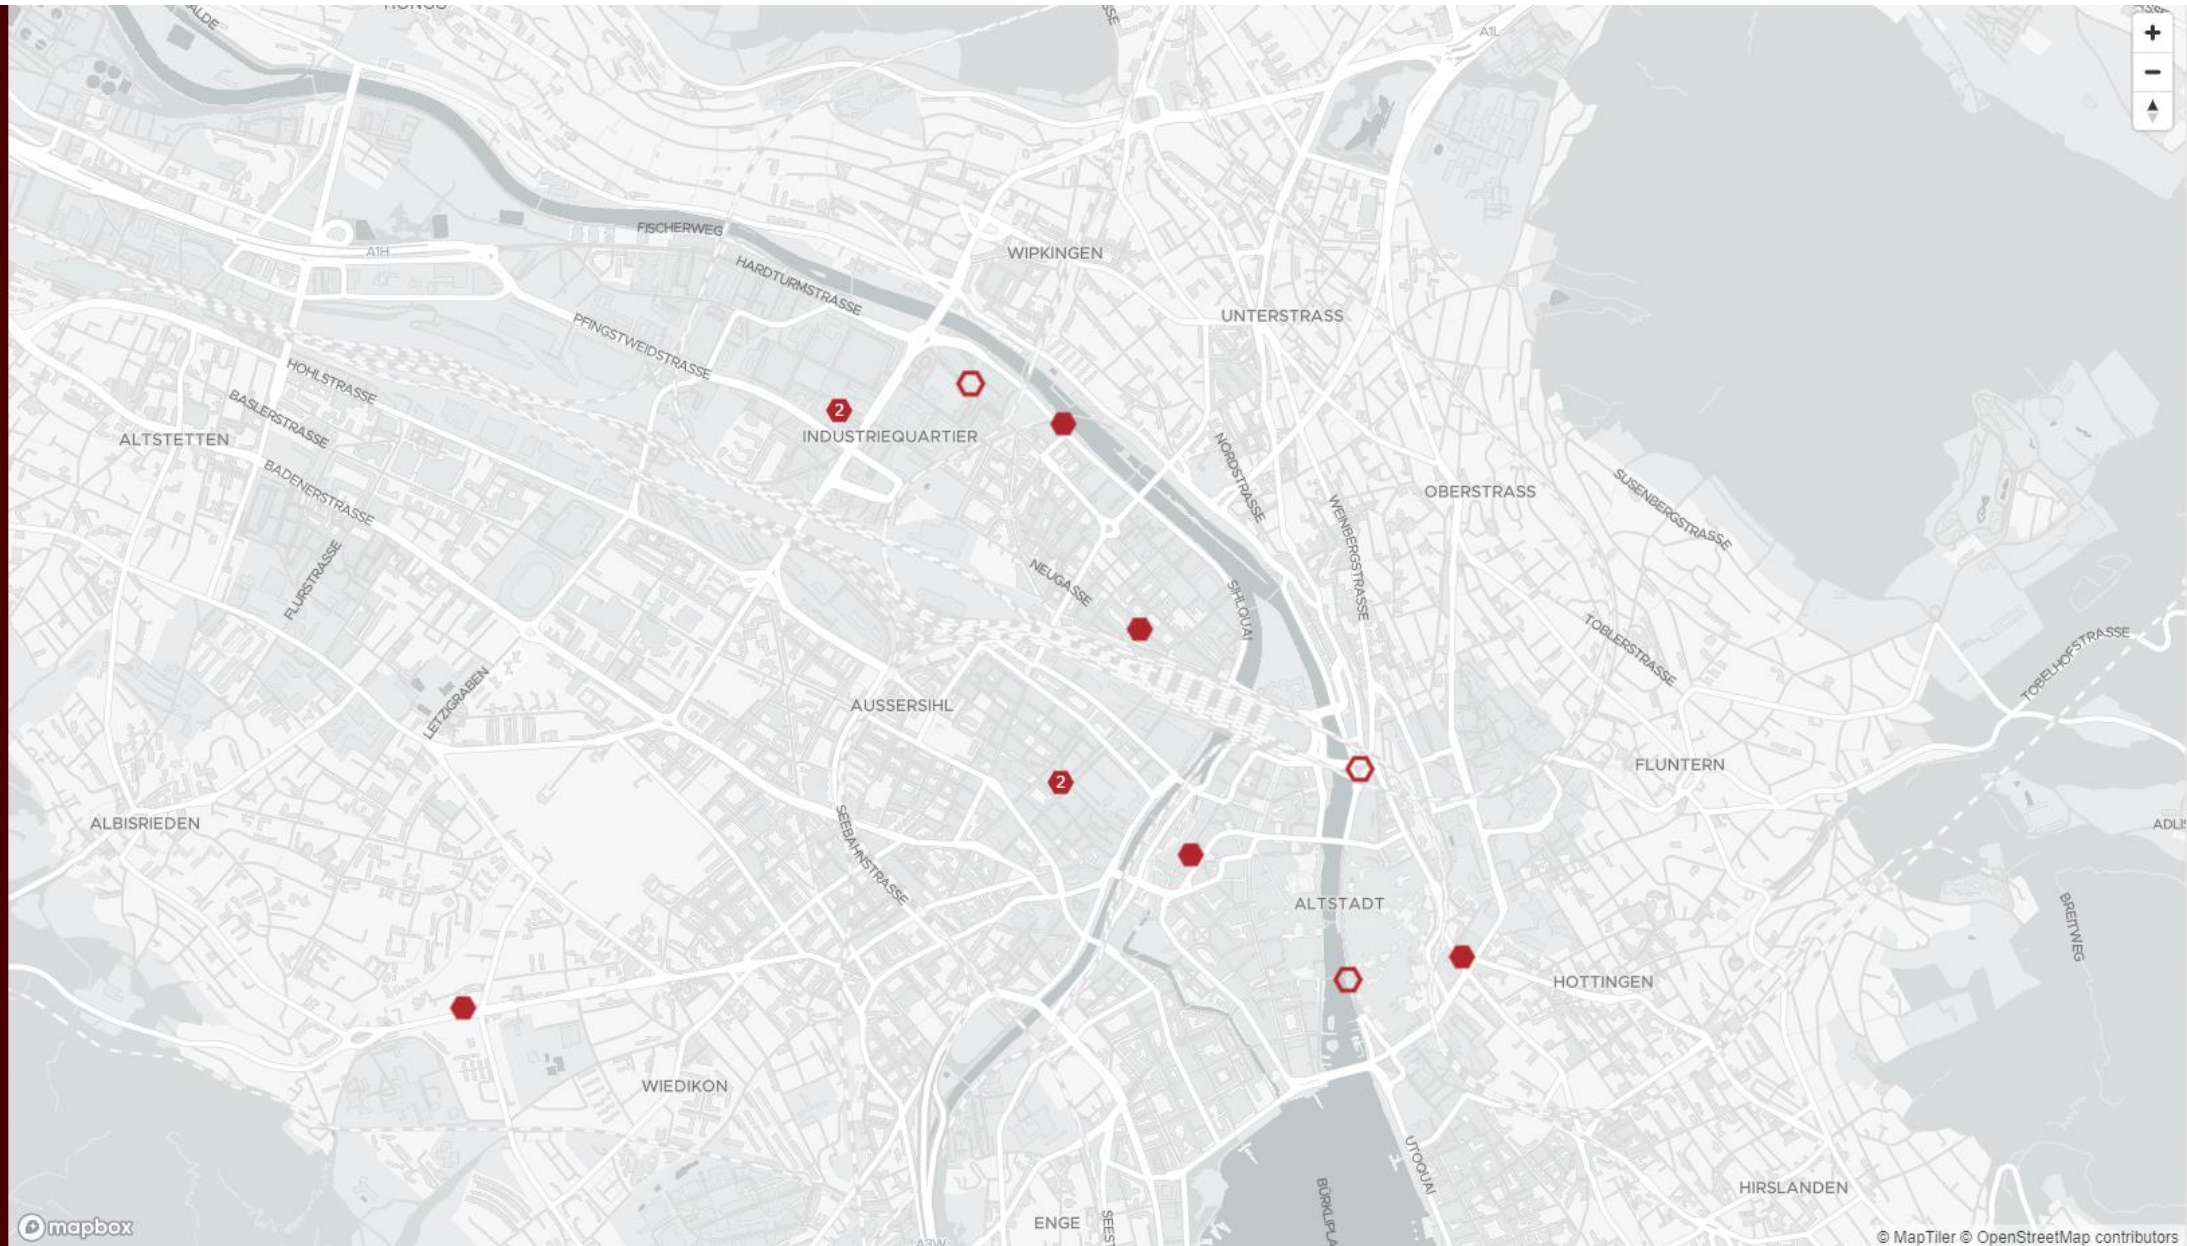 A1L
FISCHERWEG
WIPKINGEN
A1H
HARDTURMSTRASSE
UNTERSTRASS
PFINGSTWEIDSTRASSE
HOHLSTRASSE
BASLERSTRASSE
2
INDUSTRIEQUARTIER
ALTSTETTEN
NORDSTRASSE
BADENERSTRASSE
OBERSTRASS
SUSENBERGSTRASSE
WEINBERGSTRASSE
FLURSTRASSE
NEUGASSE
SIHLQUAI
TOBLERSTRASSE
TOBELHOFSTRASSE
LETZIGRABEN
AUSSERSIHL
FLUNTERN
2
ALBISRIEDEN
SEEBAHNSTRASSE
ALTSTADT
BREITWEG
HOTTINGEN
WIEDIKON
UTOQUAI
HIRSLANDEN
ENGE
mapbox
© MapTiler © OpenStreetMap contributors